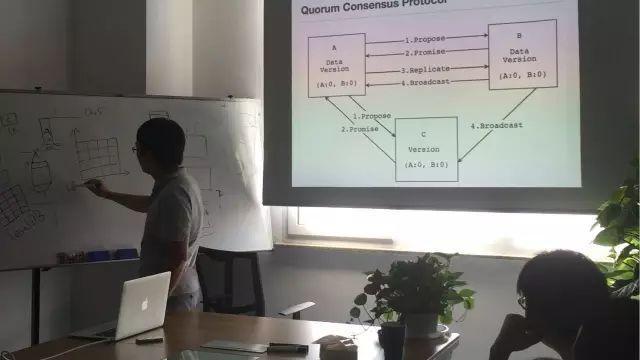 Quorum Consensus Protocol
A
Data
Version
(A:0, B:0)
1.Propose
2.Promise
3.Replicate
4.Broadcast
B
Data
Version
(A:0, B:0)
1.Propose
2.Promise
4.Broadcast
C
Version
(A:0, B:0)